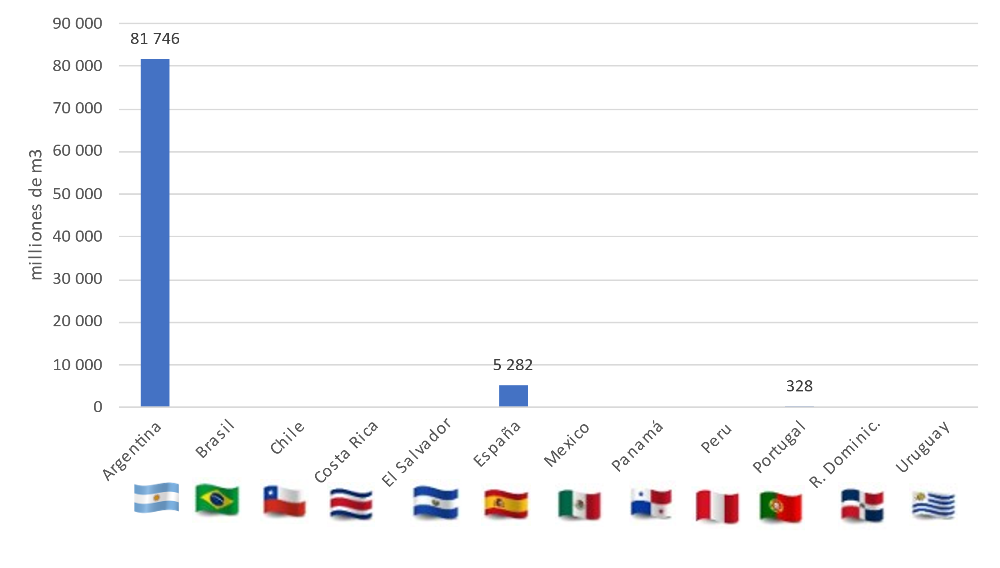 90 000
81 746
80 000
70 000
60 000
50 000
40 000
30 000
20 000
10 000
0
milliones de m3
5 282
328
Argentina
Brasil
Chile
Costa Rica
El Salvador
España
Mexico
Panamá
Peru
Portugal
R. Dominic.
Uruguay